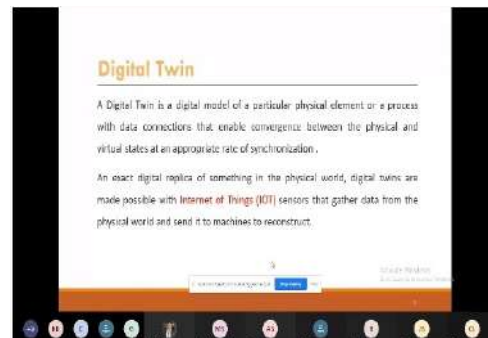 Digital Twin
A Digital Twin is a digital model of a particular physical element or a process
with data connections that enable convergence between the physical and
virtual states at an appropriate rate of synchronization .
An exact digital replica of something in the physical world, digital twins are
made possible with Internet of Things (IOT) sensors that gather data from the
physical world and send it to machines to reconstruct.
MS
AS